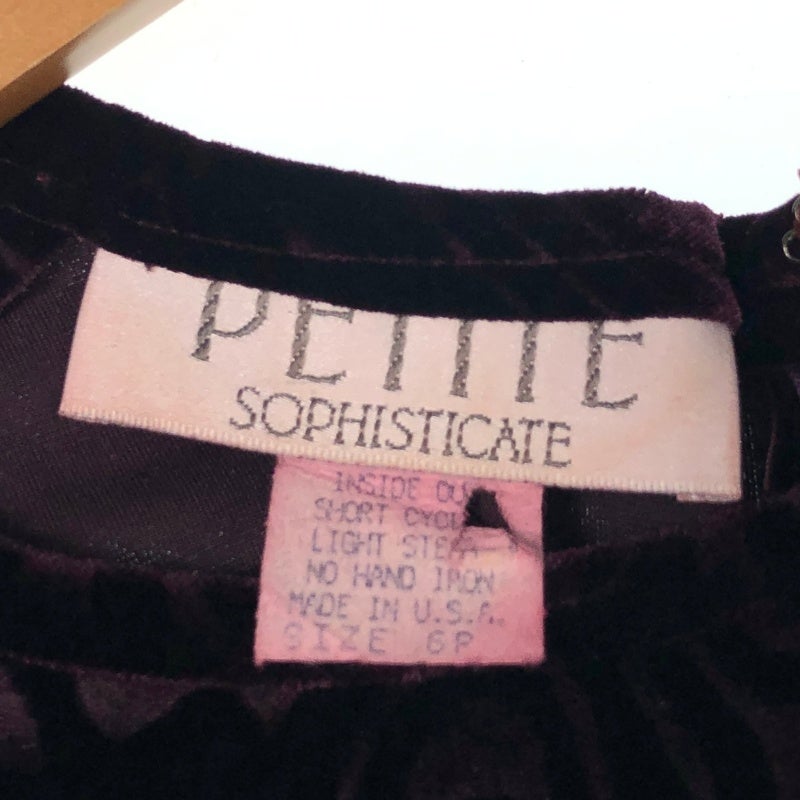 PETITE
SOPHISTICATE
INSIDE
SHORT
LIGHT
NO HAND IRON
MADE IN U.S.A.
SIZE 6P